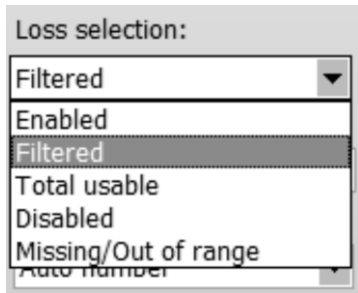 Loss selection:
Filtered
Enabled
Filtered
Total usable
Disabled
Missing/Out of range
Auto number